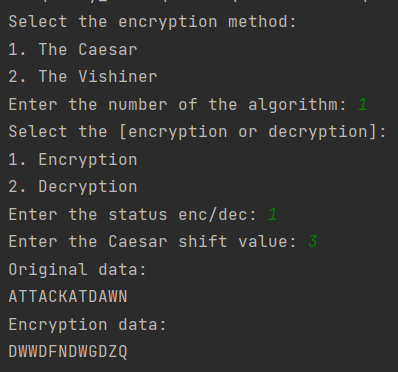 Select the encryption method:
1. The Caesar
2. The Vishiner
Enter the number of the algorithm: 1
Select the [encryption or decryption]:
1. Encryption
2. Decryption
Enter the status enc/dec: 1
Enter the Caesar shift value: 3
Original data:
ATTACKATDAWN
Encryption data:
DWWDFNDWGDZQ